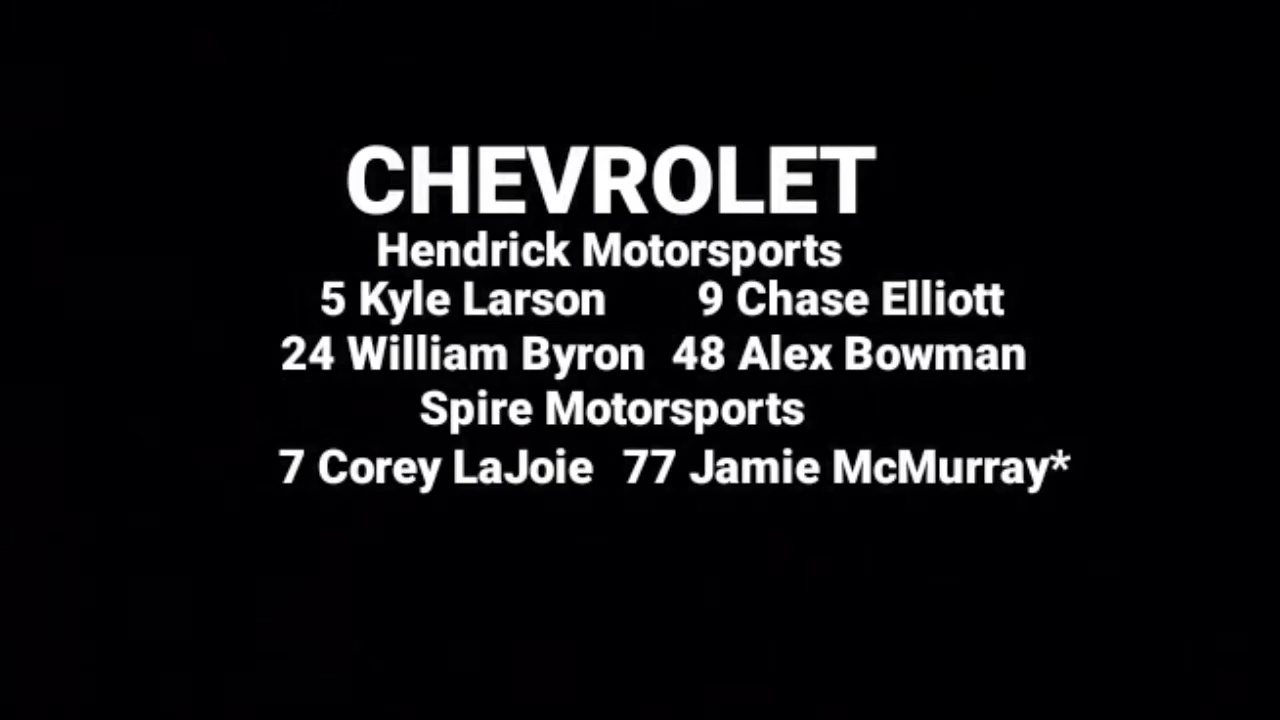 CHEVROLET
Hendrick Motorsports
5 Kyle Larson 9 Chase Elliott
24 William Byron 48 Alex Bowman
Spire Motorsports
7 Corey LaJoie 77 Jamie McMurray*